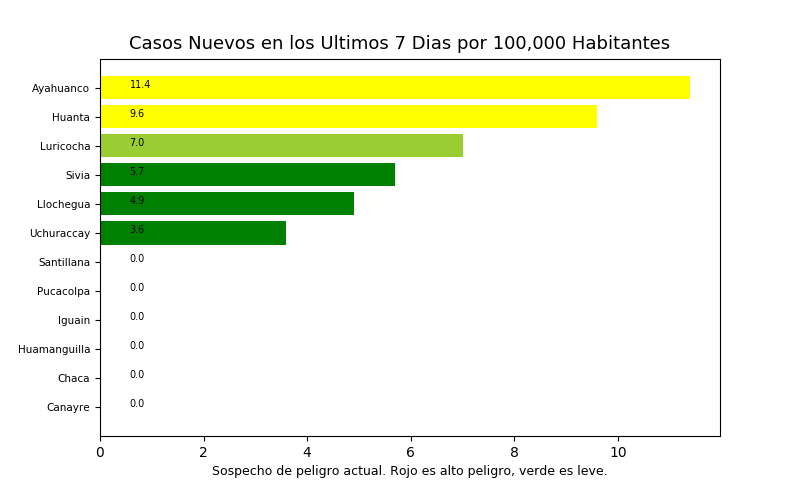 Casos Nuevos en los Ultimos 7 Dias por 100,000 Habitantes
Ayahuanco 11.4
Huanta 9.6
Luricocha 7.0
Sivia 5.7
Llochegua 4.9
Uchuraccay 3.6
Santillana 0.0
Pucacolpa 0.0
Iguain 0.0
Huamanguilla 0.0
Chaca 0.0
Canayre 0.0
0 2 4 6 8 10
Sospecho de peligro actual. Rojo es alto peligro, verde es leve.